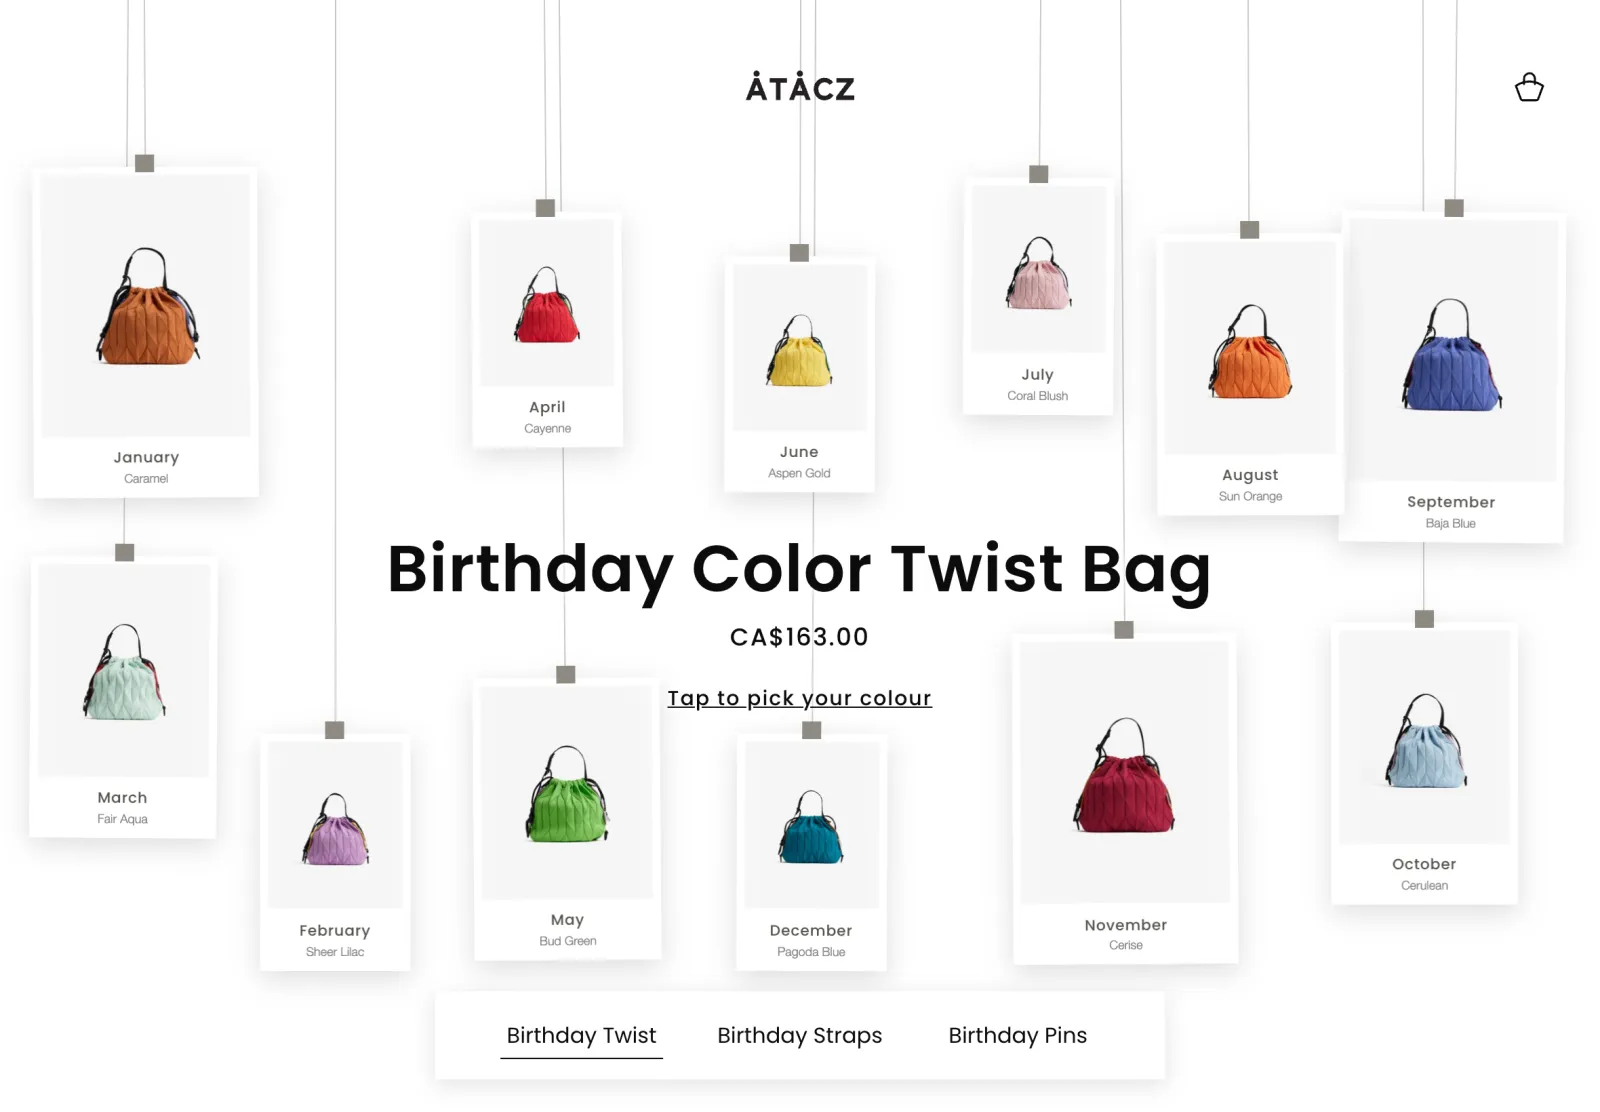 ȦTȦCZ
January
Caramel
April
Cayenne
June
Aspen Gold
July
Coral Blush
August
Sun Orange
September
Baja Blue
Birthday Color Twist Bag
CA$163.00
Tap to pick your colour
March
Fair Aqua
February
Sheer Lilac
May
Bud Green
December
Pagoda Blue
November
Cerise
October
Cerulean
Birthday Twist
Birthday Straps
Birthday Pins